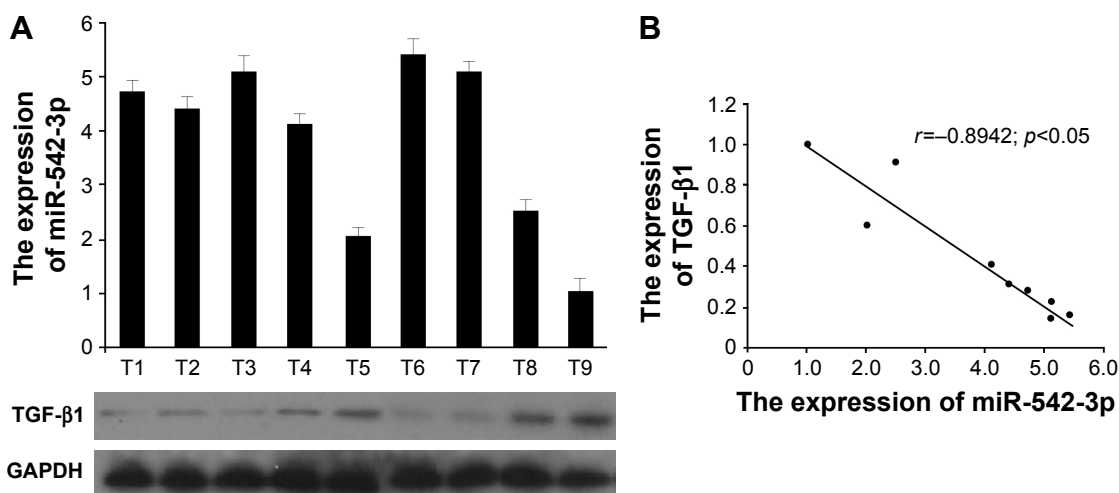 A
The expression
of miR-542-3p
6
5
4
3
2
1
0
T1 T2 T3 T4 T5 T6 T7 T8 T9
TGF-β1
GAPDH
B
The expression
of TGF-β1
1.2
1.0
0.8
0.6
0.4
0.2
0
r=–0.8942; p<0.05
0 1.0 2.0 3.0 4.0 5.0 6.0
The expression of miR-542-3p